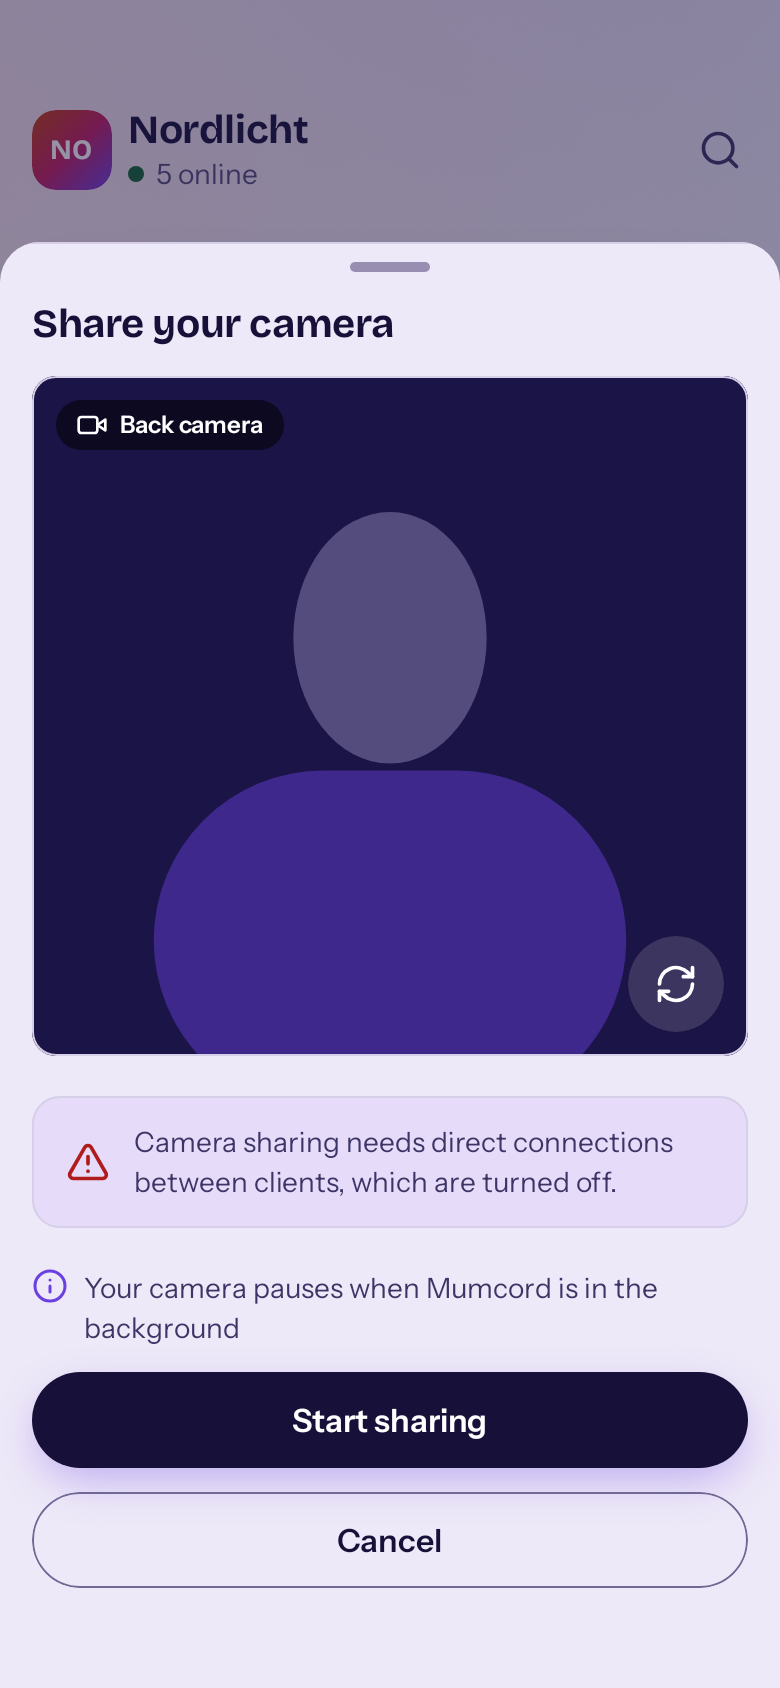 NO
Nordlicht
5 online
Share your camera
Back camera
Camera sharing needs direct connections
between clients, which are turned off.
Your camera pauses when Mumcord is in the
background
Start sharing
Cancel